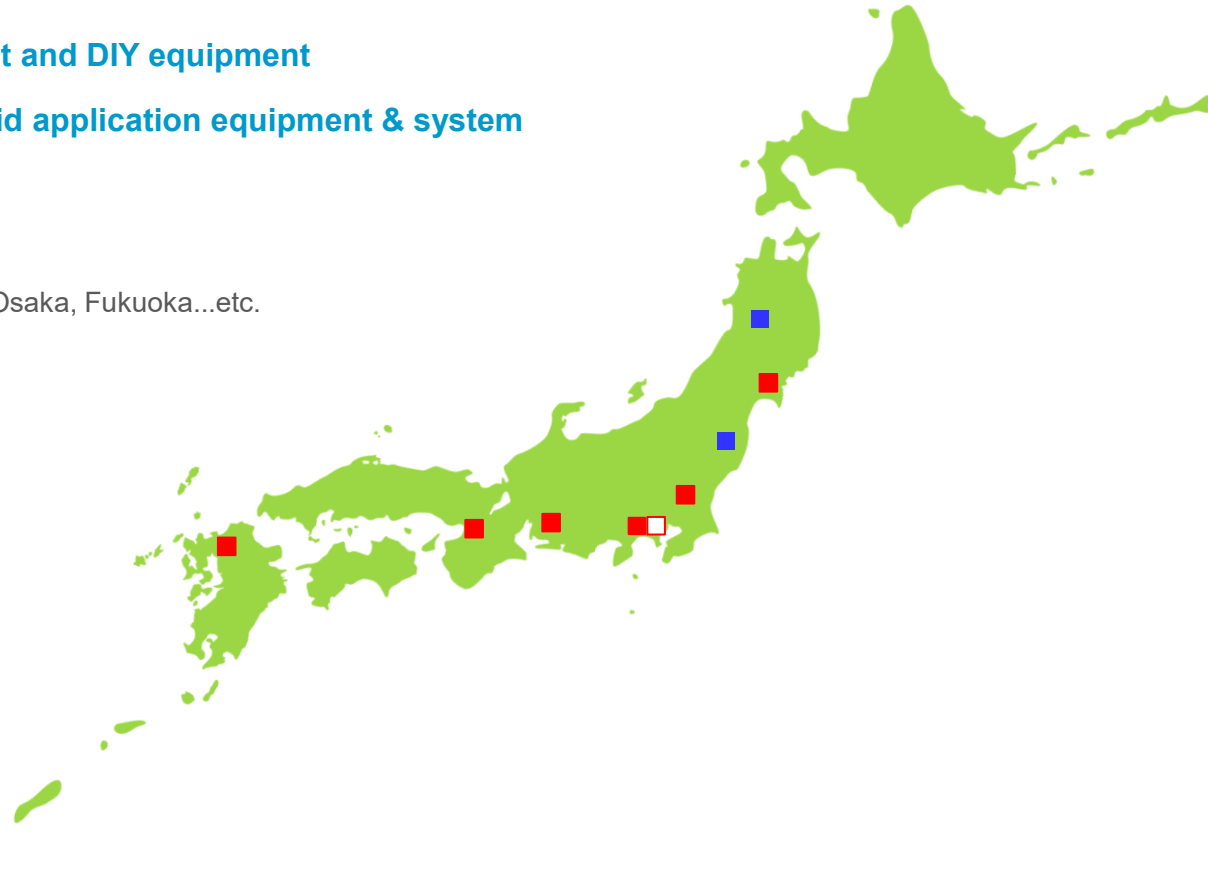 t and DIY equipment
id application equipment & system
Osaka, Fukuoka...etc.